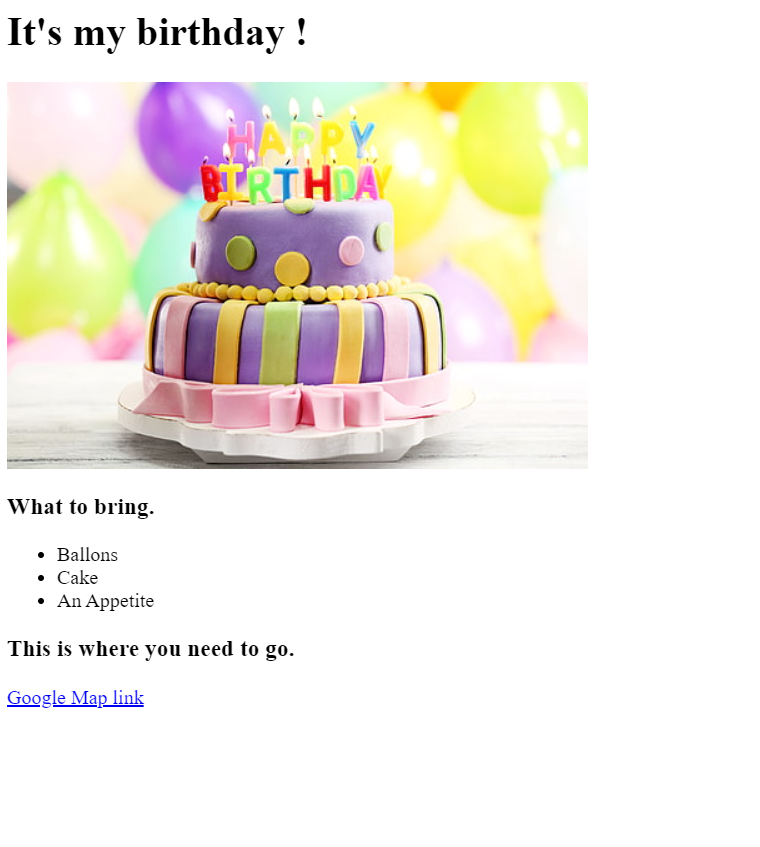 It's my birthday !
HAPPY
BIRTHDAY
What to bring.
Ballons
Cake
An Appetite
This is where you need to go.
Google Map link